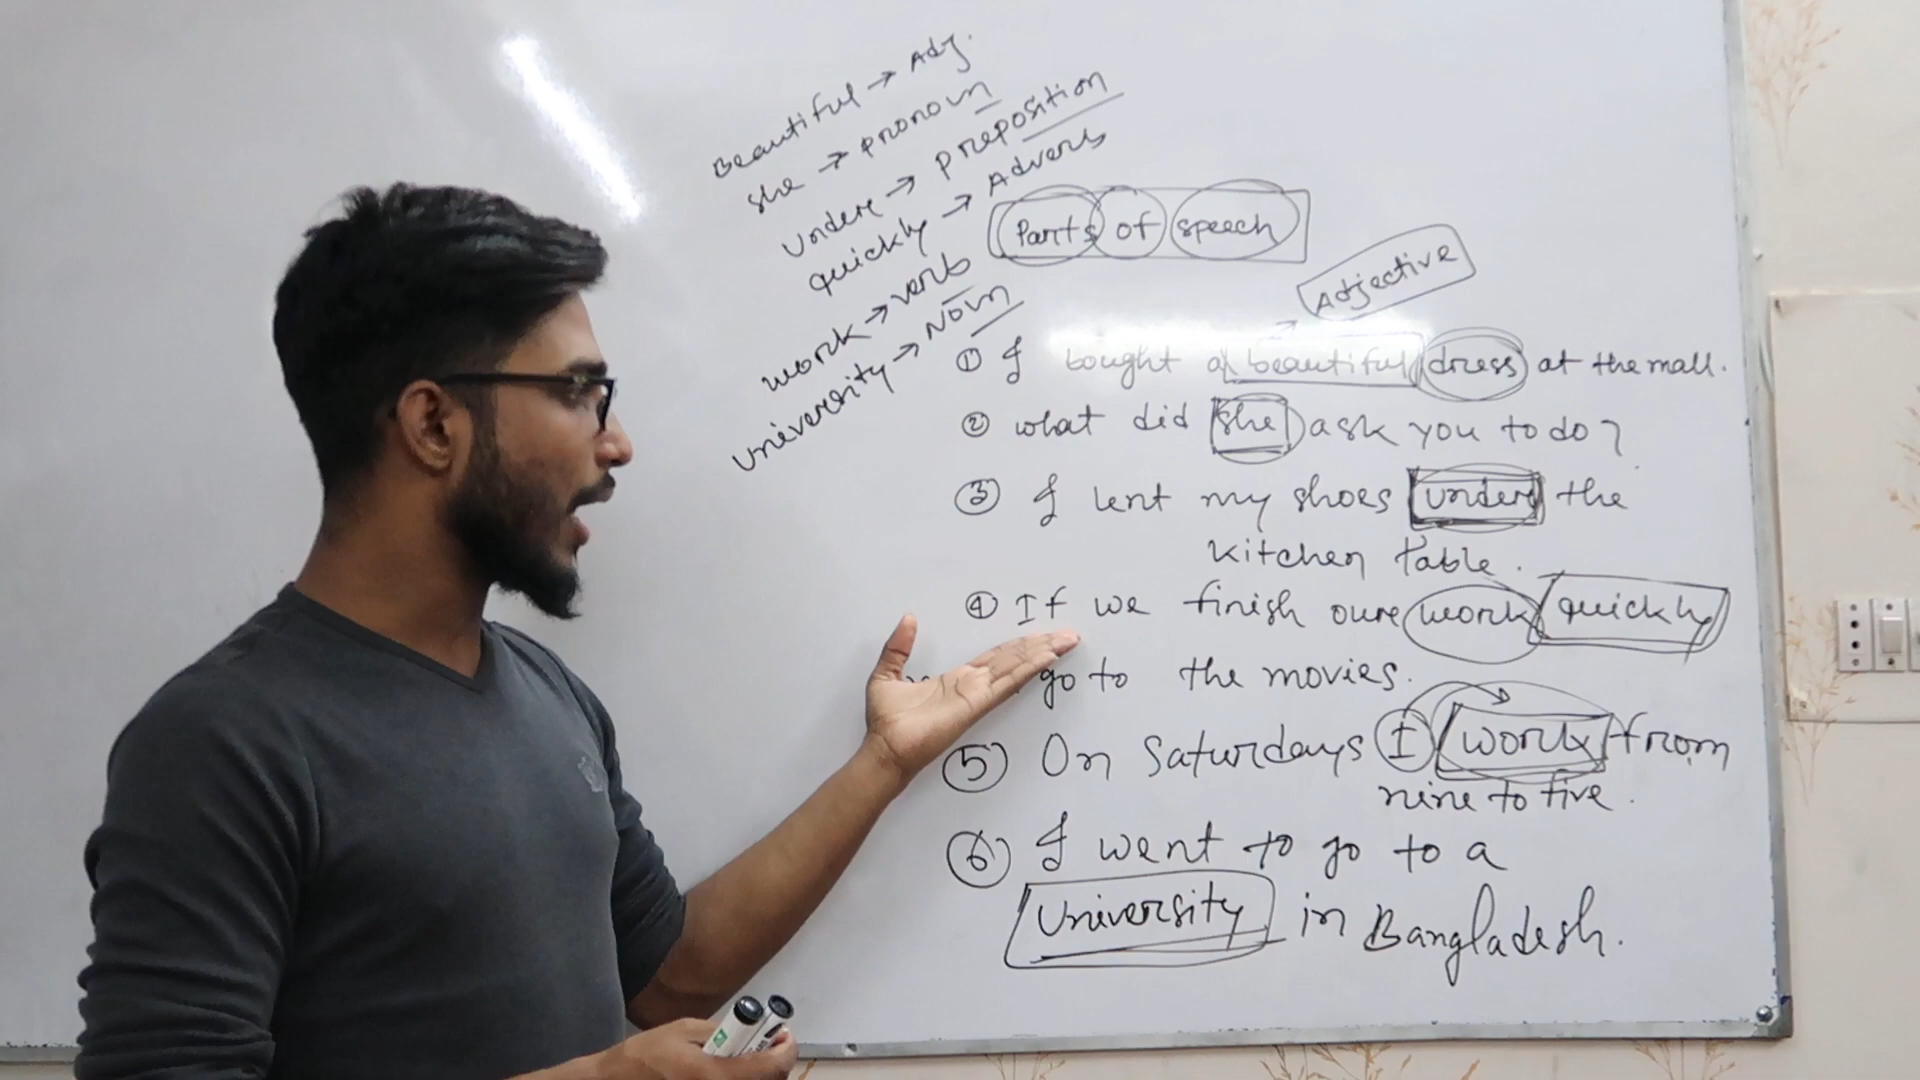 Beautiful → Adj.
She → pronoun
Under → Preposition
quickly → Adverb
work → verb
University → Noun
Parts of speech
Adjective
① I bought a beautiful dress at the mall.
② what did she ask you to do?
③ I lent my shoes under the
kitchen table.
④ If we finish our work quickly
go to the movies.
⑤ On Saturdays I work from
nine to five.
⑥ I went to go to a
University in Bangladesh.